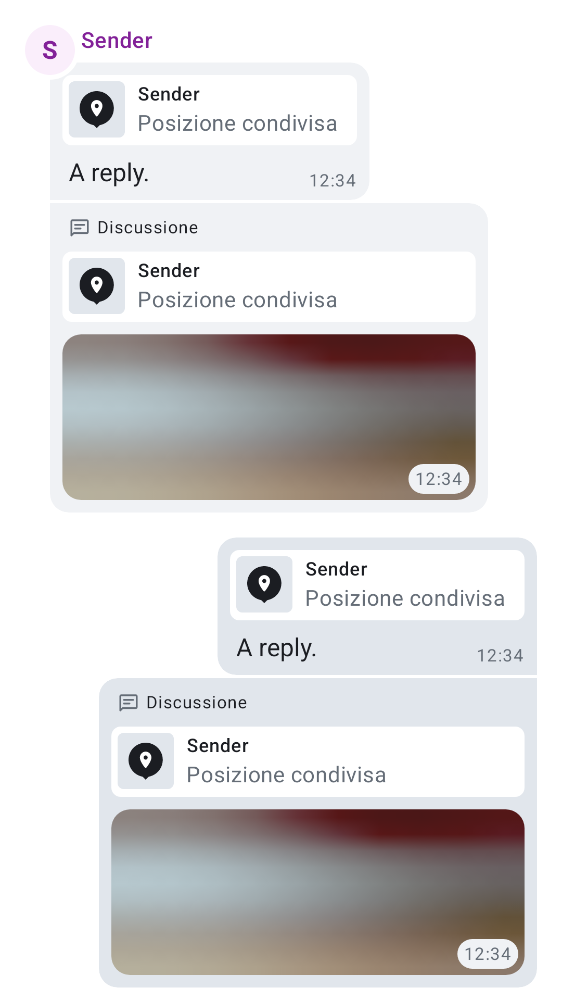 S
Sender
Sender
Posizione condivisa
A reply.
12:34
Discussione
Sender
Posizione condivisa
12:34
Sender
Posizione condivisa
A reply.
12:34
Discussione
Sender
Posizione condivisa
12:34